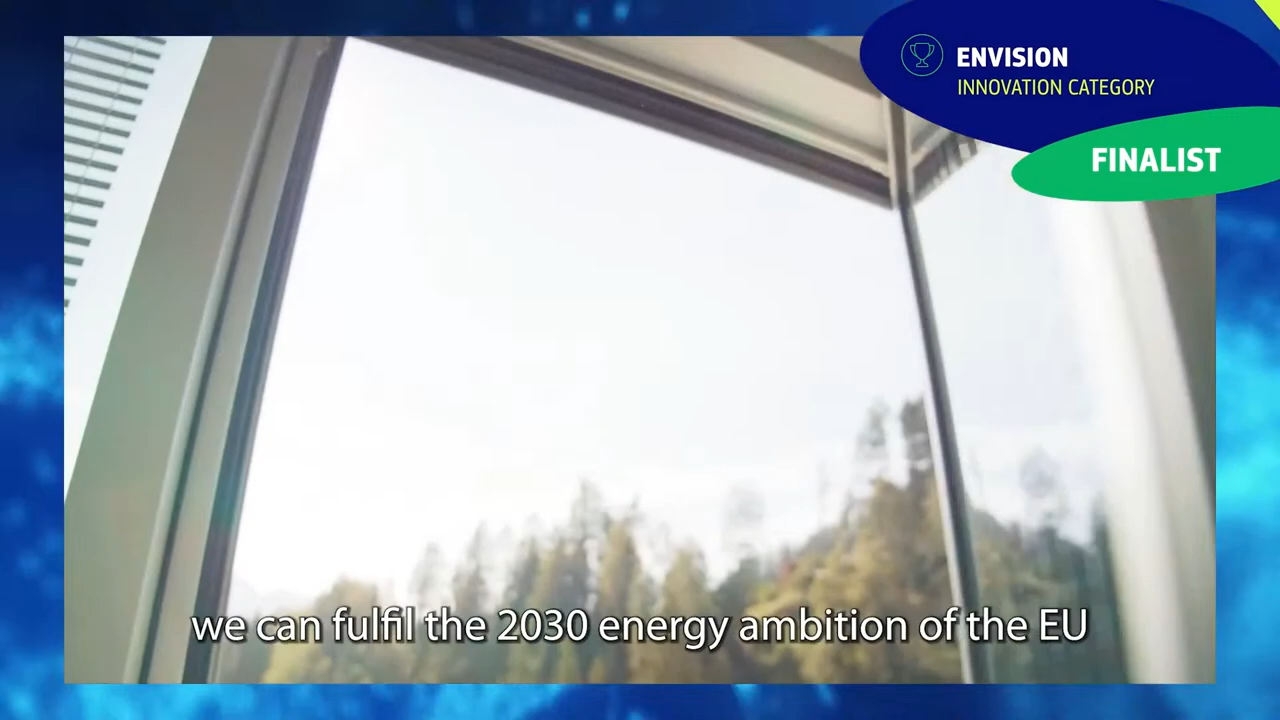 ENVISION
INNOVATION CATEGORY
FINALIST
we can fulfil the 2030 energy ambition of the EU